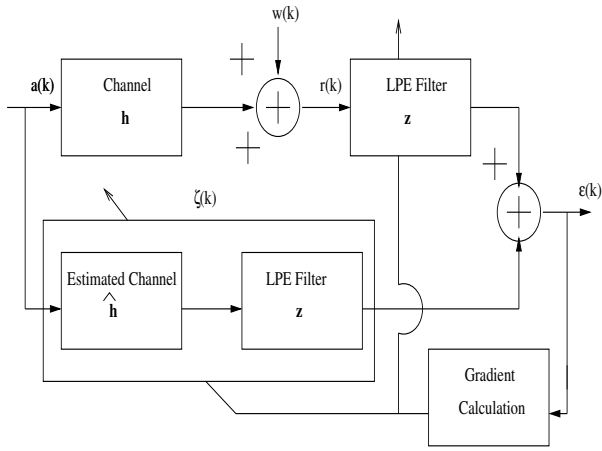 w(k)
a(k)
Channel
h
+
+
+
r(k)
LPE Filter
z
+
+
ε(k)
ζ(k)
Estimated Channel
ĥ
LPE Filter
z
Gradient
Calculation